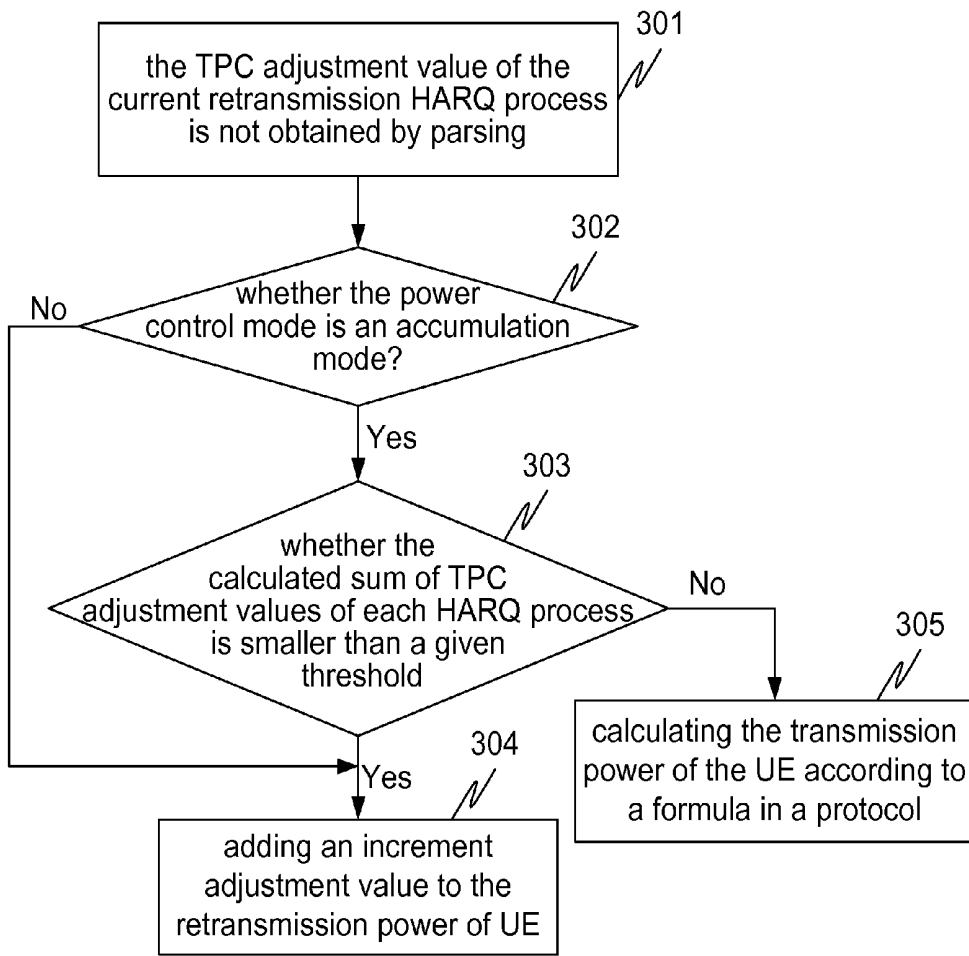 301
the TPC adjustment value of the
current retransmission HARQ process
is not obtained by parsing
302
No
whether the power
control mode is an accumulation
mode?
Yes
303
whether the
calculated sum of TPC
adjustment values of each HARQ process
is smaller than a given
threshold
No
305
calculating the transmission
power of the UE according to
a formula in a protocol
304
Yes
adding an increment
adjustment value to the
retransmission power of UE